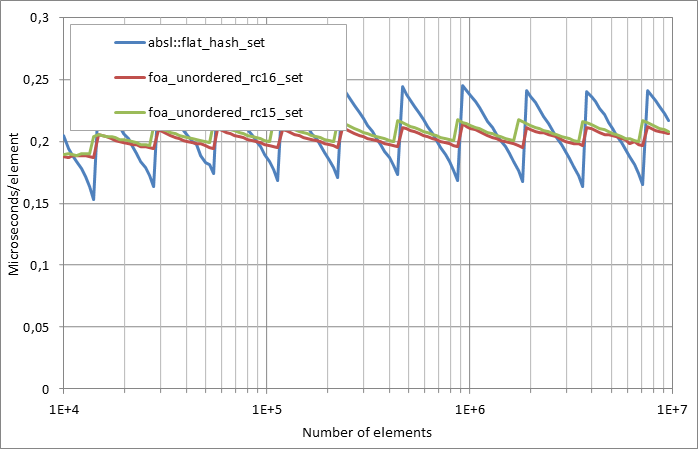 0,3
absl::flat_hash_set
0,25
foa_unordered_rc16_set
foa_unordered_rc15_set
0,2
0,15
0,1
0,05
0
Microseconds/element
1E+4 1E+5 1E+6 1E+7
Number of elements